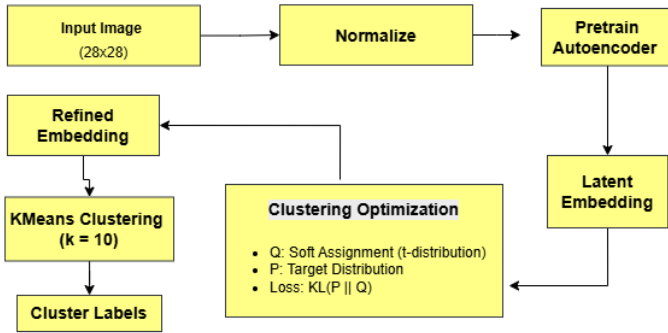 Input Image
(28x28)
Normalize
Pretrain
Autoencoder
Latent
Embedding
Clustering Optimization
• Q: Soft Assignment (t-distribution)
• P: Target Distribution
• Loss: KL(P || Q)
Refined
Embedding
KMeans Clustering
(k = 10)
Cluster Labels